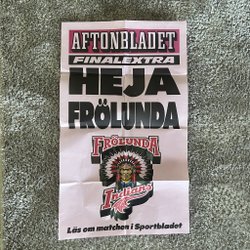 AFTONBLADET
FINALEXTRA
HEJA
FRÖLUNDA
FRÖLUNDA
Indians
Läs om matchen i Sportbladet